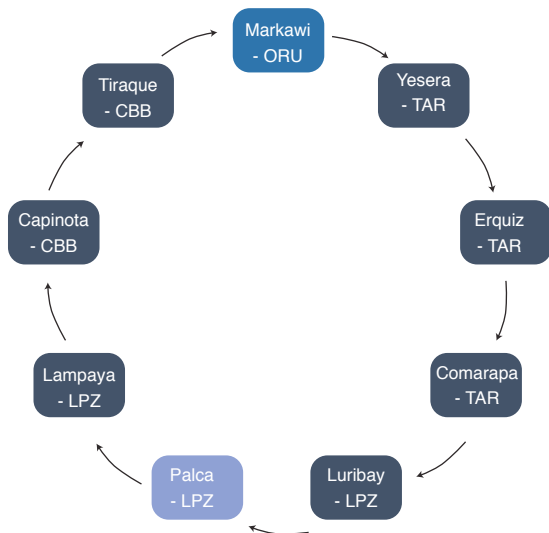 Markawi
- ORU
Yesera
- TAR
Erquiz
- TAR
Comarapa
- TAR
Luribay
- LPZ
Palca
- LPZ
Lampaya
- LPZ
Capinota
- CBB
Tiraque
- CBB